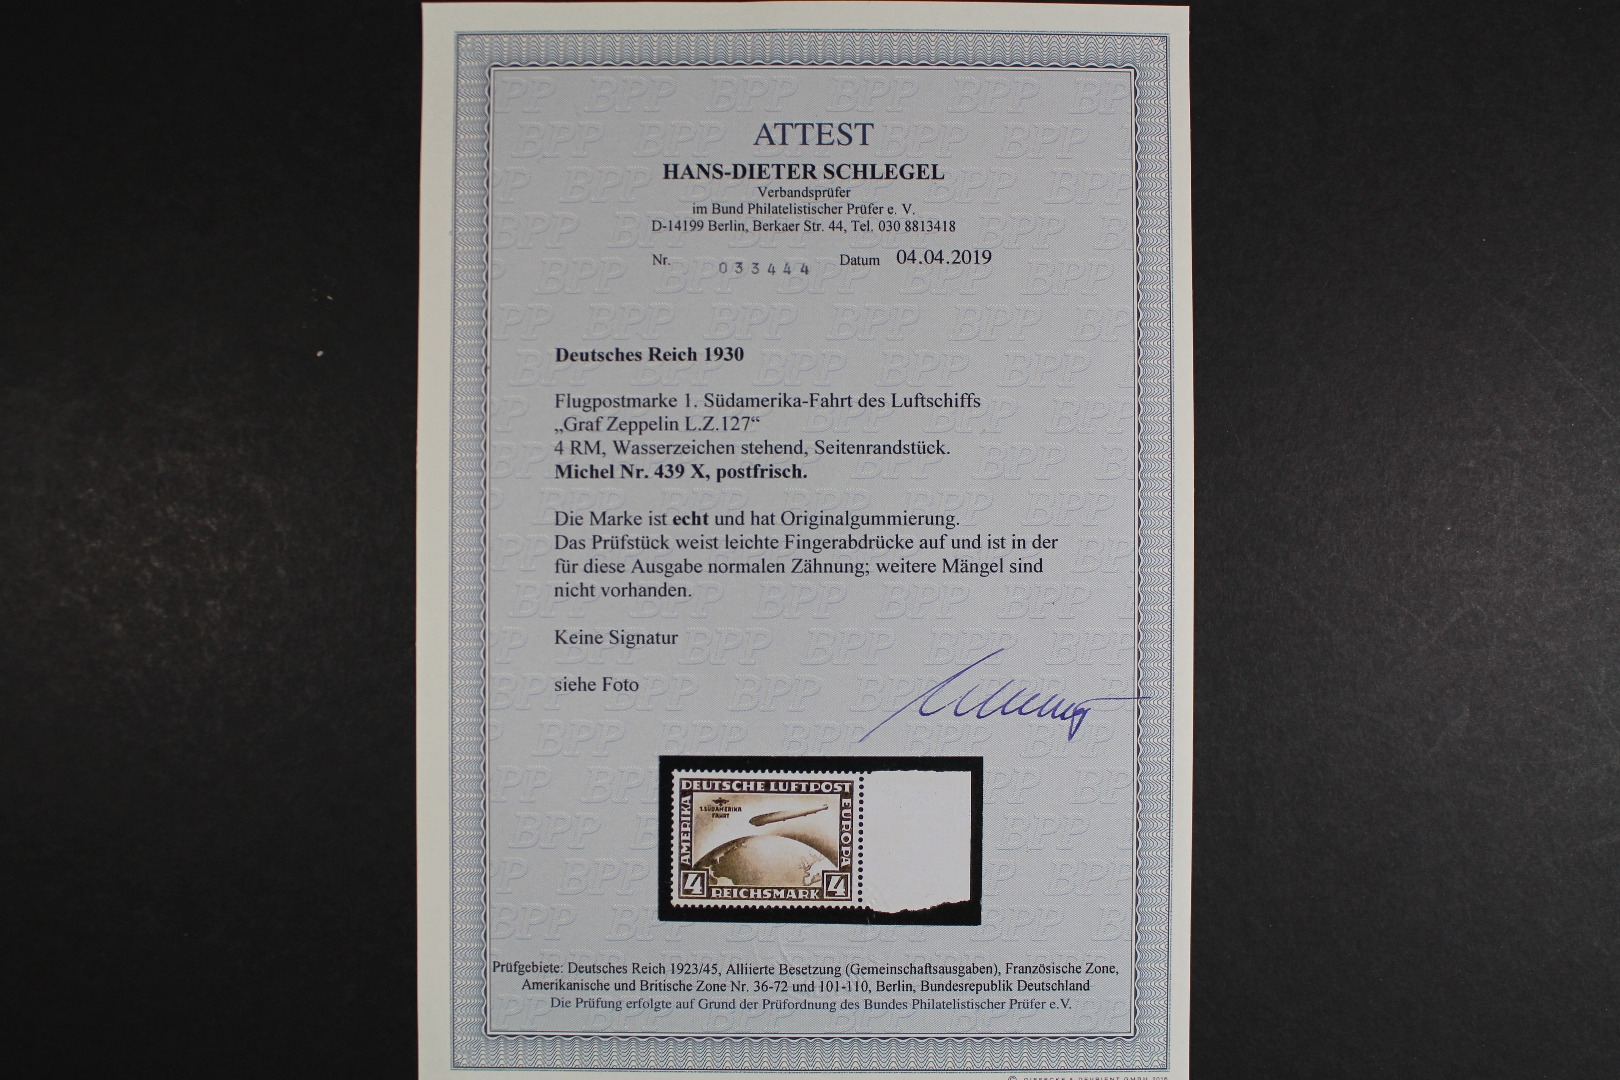 ATTEST
HANS-DIETER SCHLEGEL
Verbandsprüfer
im Bund Philatelistischer Prüfer e. V.
D-14199 Berlin, Berkaer Str. 44, Tel. 030 8813418
Nr. 033444 Datum 04.04.2019
Deutsches Reich 1930
Flugpostmarke 1. Südamerika-Fahrt des Luftschiffs
„Graf Zeppelin L.Z.127“
4 RM, Wasserzeichen stehend, Seitenrandstück.
Michel Nr. 439 X, postfrisch.
Die Marke ist echt und hat Originalgummierung.
Das Prüfstück weist leichte Fingerabdrücke auf und ist in der
für diese Ausgabe normalen Zähnung; weitere Mängel sind
nicht vorhanden.
Keine Signatur
siehe Foto
DEUTSCHE LUFTPOST
AMERIKA
EUROPA
1. SÜDAMERIKA
FAHRT
4 REICHSMARK 4
Prüfgebiete: Deutsches Reich 1923/45, Alliierte Besetzung (Gemeinschaftsausgaben), Französische Zone,
Amerikanische und Britische Zone Nr. 36-72 und 101-110, Berlin, Bundesrepublik Deutschland
Die Prüfung erfolgte auf Grund der Prüfordnung des Bundes Philatelistischer Prüfer e.V.